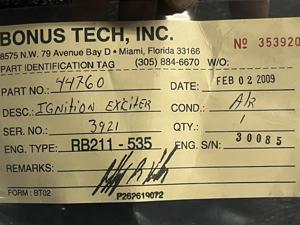 BONUS TECH, INC. Nº 353920
8575 N.W. 79 Avenue Bay D • Miami, Florida 33166
PART IDENTIFICATION TAG (305) 884-6670 W/O:
PART NO.: 44760 DATE: FEB 02 2009
DESC.: IGNITION EXCITER COND.: AR
SER. NO.: 3921 QTY.: 1
ENG. TYPE: RB211-535 ENG. S/N: 30085
REMARKS:
FORM: BT02 P262619072